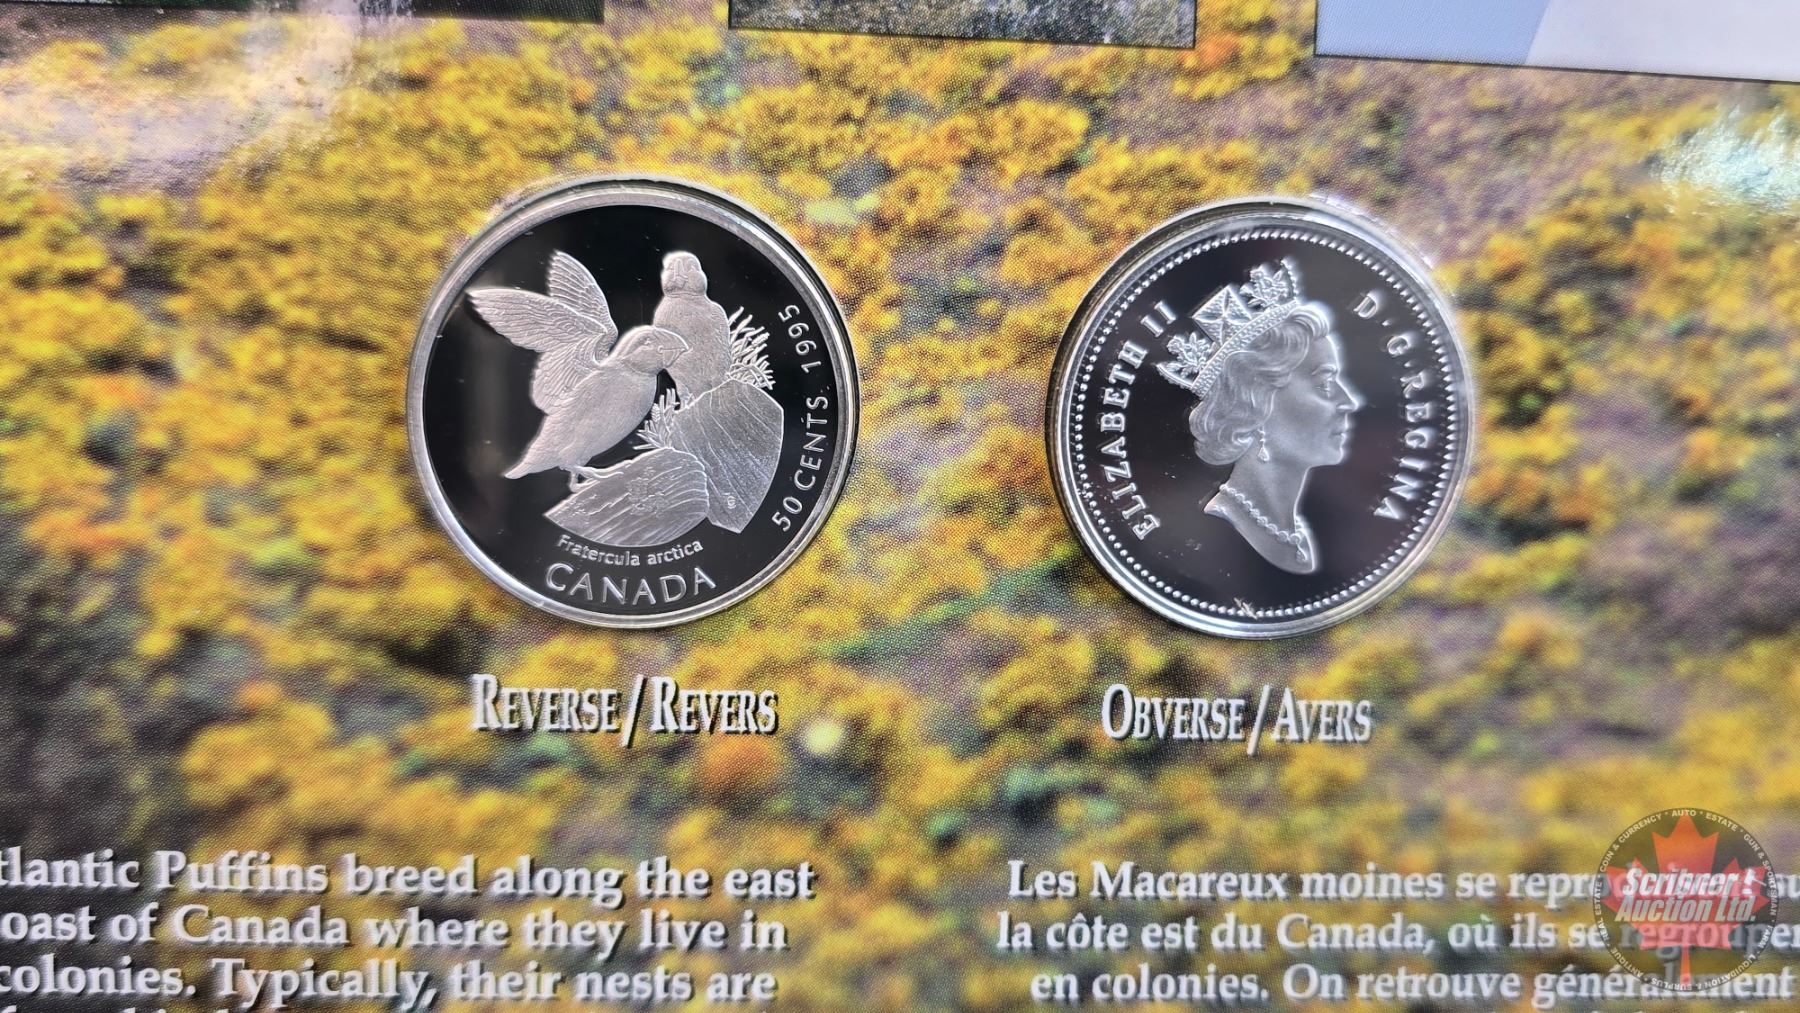 Fratercula arctica
CANADA
50 CENTS 1995
ELIZABETH II D·G·REGINA
REVERSE/REVERS
OBVERSE/AVERS
tlantic Puffins breed along the east
oast of Canada where they live in
colonies. Typically, their nests are
Les Macareux moines se
la côte est du Canada, où ils se regrouper
en colonies. On retrouve généralement
Scribner!
Auction Ltd.